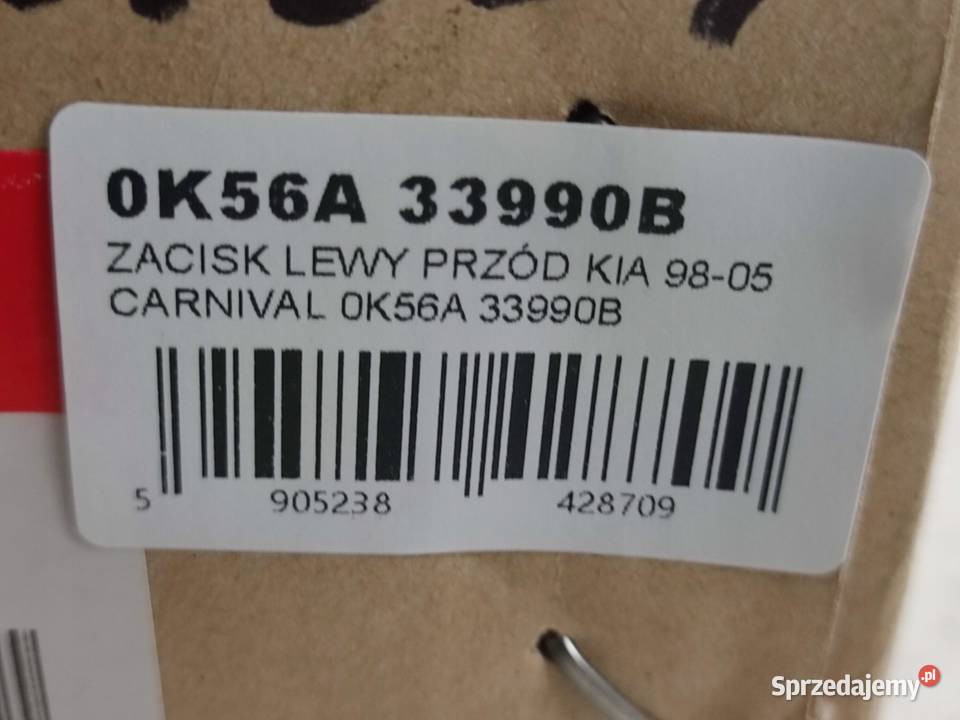 0K56A 33990B
ZACISK LEWY PRZÓD KIA 98-05
CARNIVAL 0K56A 33990B
5 905238 428709
Sprzedajemy.pl